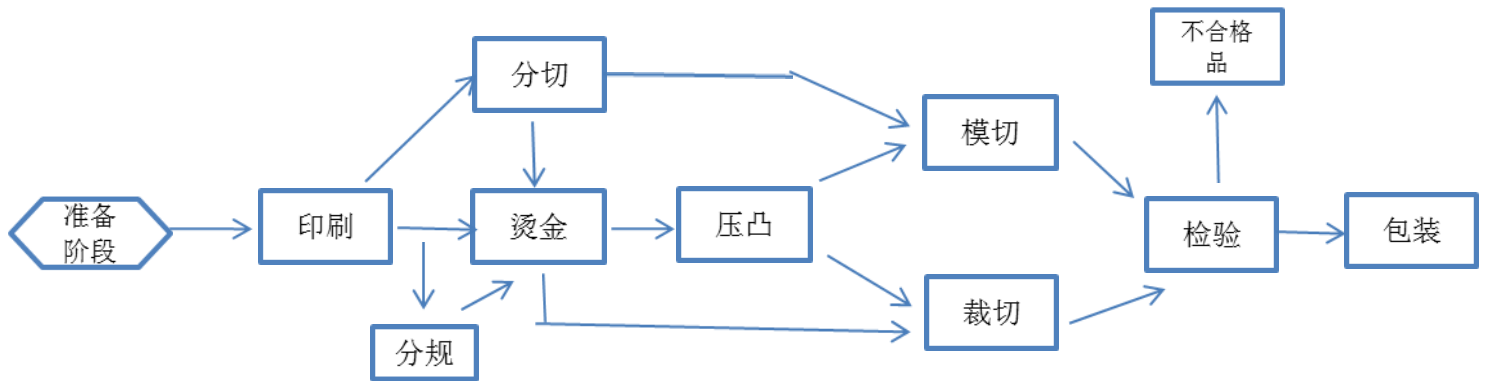 准备
阶段
印刷
分切
烫金
分规
压凸
模切
裁切
检验
不合格
品
包装